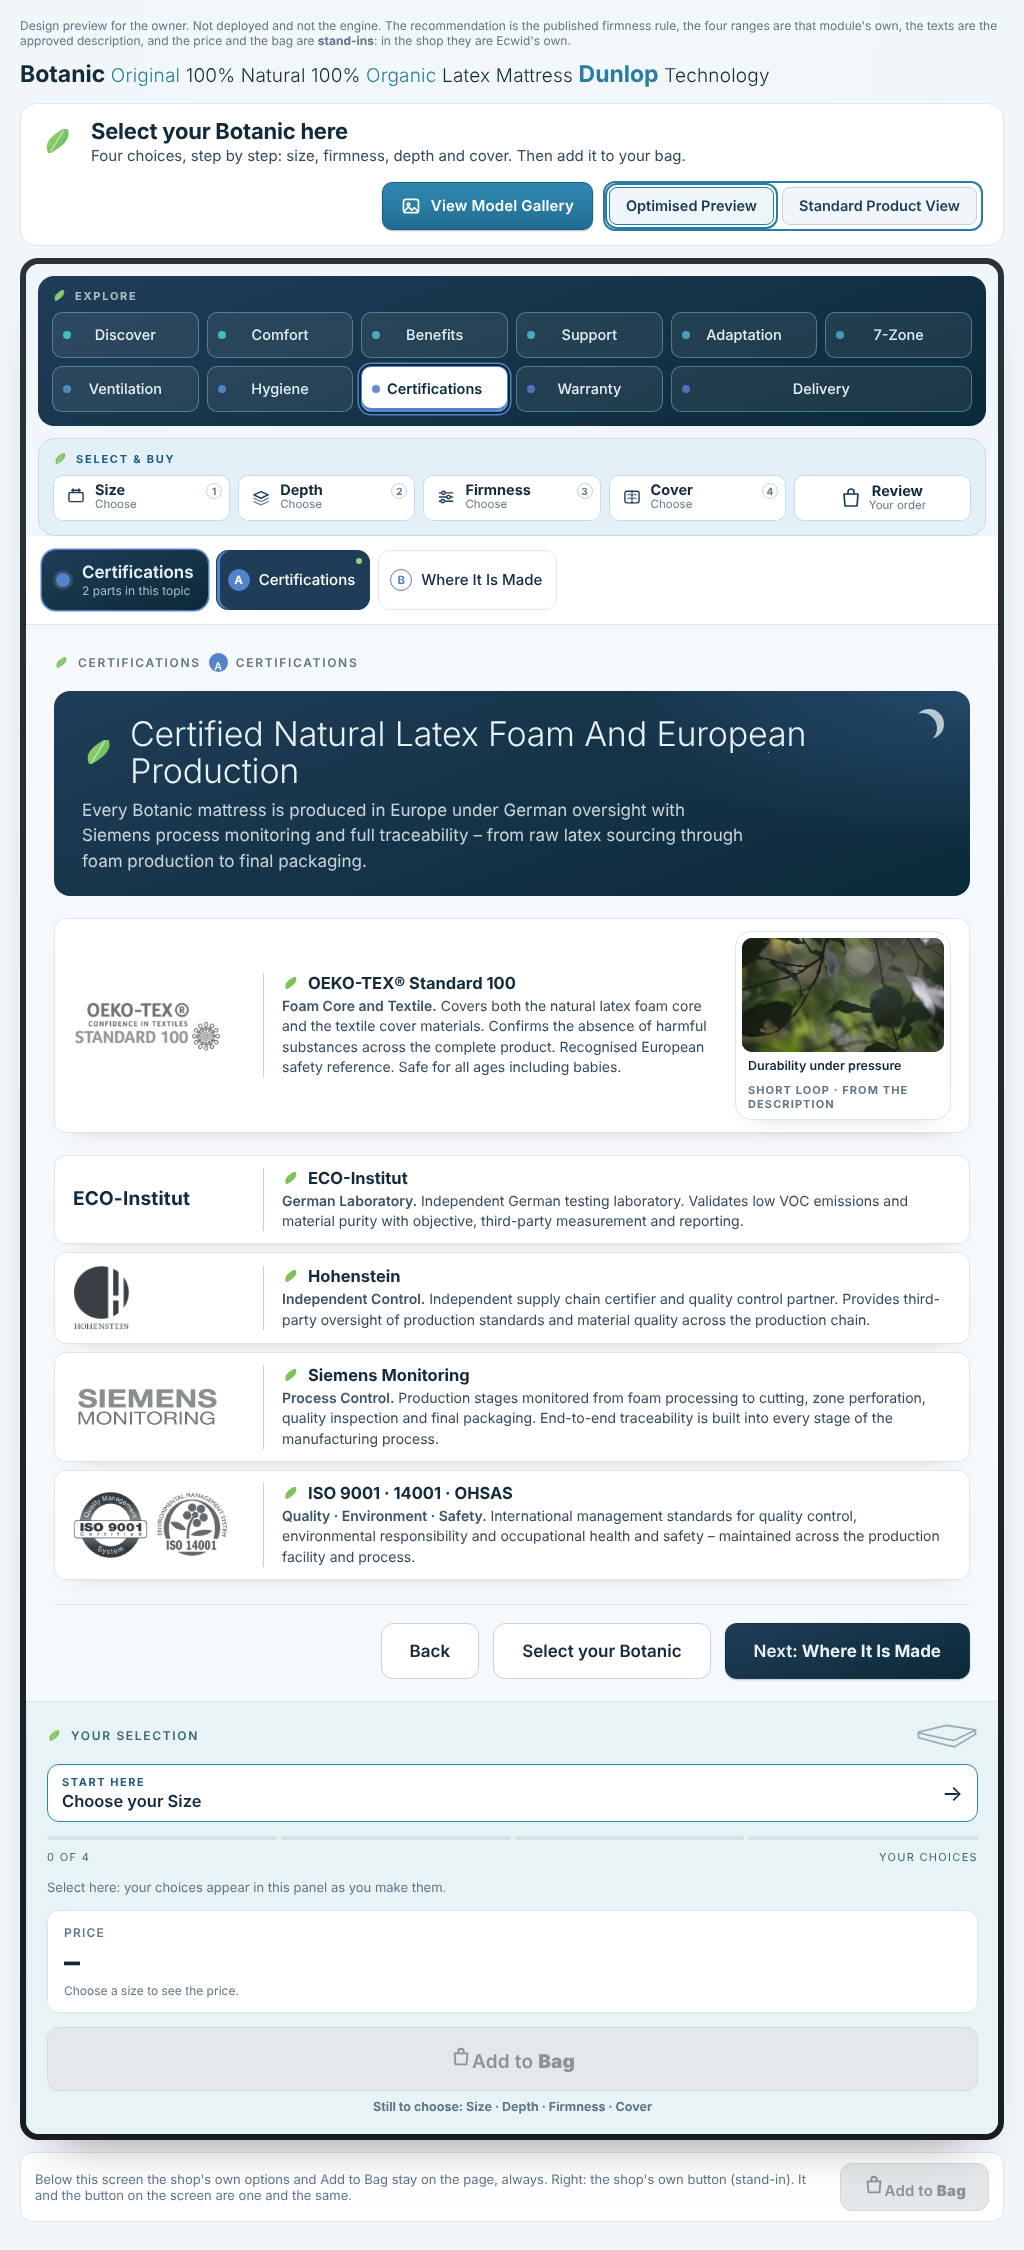 Design preview for the owner. Not deployed and not the engine. The recommendation is the published firmness rule, the four ranges are that module's own, the texts are the
approved description, and the price and the bag are stand-ins: in the shop they are Ecwid's own.
Botanic Original 100% Natural 100% Organic Latex Mattress Dunlop Technology
Select your Botanic here
Four choices, step by step: size, firmness, depth and cover. Then add it to your bag.
View Model Gallery
Optimised Preview
Standard Product View
EXPLORE
Discover
Comfort
Benefits
Support
Adaptation
7-Zone
Ventilation
Hygiene
Certifications
Warranty
Delivery
SELECT & BUY
Size
Choose
1
Depth
Choose
2
Firmness
Choose
3
Cover
Choose
4
Review
Your order
Certifications
2 parts in this topic
A Certifications
B Where It Is Made
CERTIFICATIONS A CERTIFICATIONS
Certified Natural Latex Foam And European
Production
Every Botanic mattress is produced in Europe under German oversight with
Siemens process monitoring and full traceability – from raw latex sourcing through
foam production to final packaging.
OEKO-TEX®
CONFIDENCE IN TEXTILES
STANDARD 100
OEKO-TEX® Standard 100
Foam Core and Textile. Covers both the natural latex foam core
and the textile cover materials. Confirms the absence of harmful
substances across the complete product. Recognised European
safety reference. Safe for all ages including babies.
Durability under pressure
SHORT LOOP · FROM THE
DESCRIPTION
ECO-Institut
ECO-Institut
German Laboratory. Independent German testing laboratory. Validates low VOC emissions and
material purity with objective, third-party measurement and reporting.
HOHENSTEIN
Hohenstein
Independent Control. Independent supply chain certifier and quality control partner. Provides third-
party oversight of production standards and material quality across the production chain.
SIEMENS
MONITORING
Siemens Monitoring
Process Control. Production stages monitored from foam processing to cutting, zone perforation,
quality inspection and final packaging. End-to-end traceability is built into every stage of the
manufacturing process.
Quality Management
ISO 9001
Certified
System
ENVIRONMENTAL MANAGEMENT SYSTEM
ISO 14001
ISO 9001 · 14001 · OHSAS
Quality · Environment · Safety. International management standards for quality control,
environmental responsibility and occupational health and safety – maintained across the production
facility and process.
Back
Select your Botanic
Next: Where It Is Made
YOUR SELECTION
START HERE
Choose your Size
0 OF 4
YOUR CHOICES
Select here: your choices appear in this panel as you make them.
PRICE
–
Choose a size to see the price.
Add to Bag
Still to choose: Size · Depth · Firmness · Cover
Below this screen the shop's own options and Add to Bag stay on the page, always. Right: the shop's own button (stand-in). It
and the button on the screen are one and the same.
Add to Bag